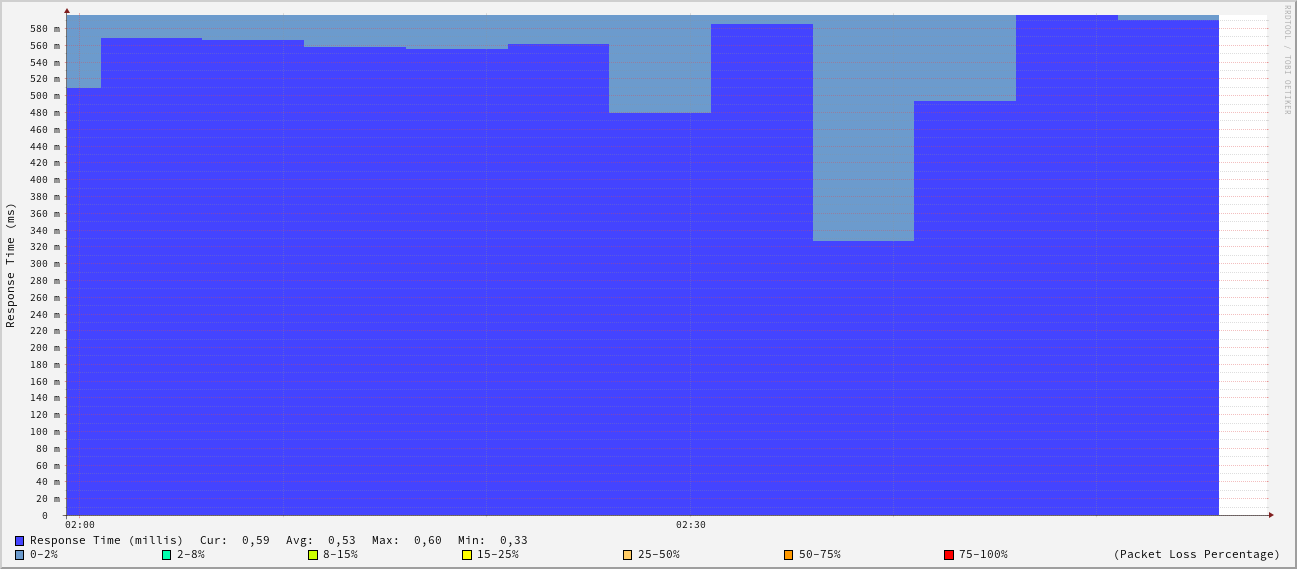 RRDTOOL / TOBI OETIKER
Response Time (ms)
580 m
560 m
540 m
520 m
500 m
480 m
460 m
440 m
420 m
400 m
380 m
360 m
340 m
320 m
300 m
280 m
260 m
240 m
220 m
200 m
180 m
160 m
140 m
120 m
100 m
80 m
60 m
40 m
20 m
0
02:00 02:30
Response Time (millis) Cur: 0,59 Avg: 0,53 Max: 0,60 Min: 0,33
0-2% 2-8% 8-15% 15-25% 25-50% 50-75% 75-100% (Packet Loss Percentage)